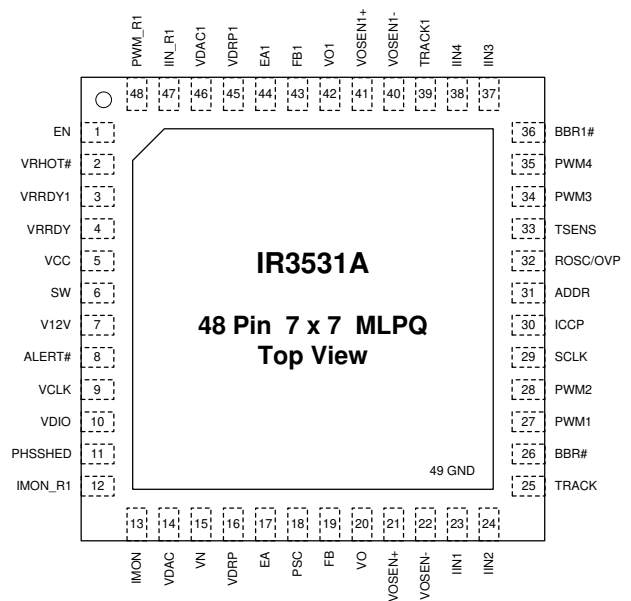 PWM_R1
IIN_R1
VDAC1
VDRP1
EA1
FB1
VO1
VOSEN1+
VOSEN1-
TRACK1
IIN4
IIN3
48 47 46 45 44 43 42 41 40 39 38 37
EN 1
VRHOT# 2
VRRDY1 3
VRRDY 4
VCC 5
SW 6
V12V 7
ALERT# 8
VCLK 9
VDIO 10
PHSSHED 11
IMON_R1 12
IR3531A
48 Pin 7 x 7 MLPQ
Top View
49 GND
36 BBR1#
35 PWM4
34 PWM3
33 TSENS
32 ROSC/OVP
31 ADDR
30 ICCP
29 SCLK
28 PWM2
27 PWM1
26 BBR#
25 TRACK
13 14 15 16 17 18 19 20 21 22 23 24
IMON
VDAC
VN
VDRP
EA
PSC
FB
VO
VOSEN+
VOSEN-
IIN1
IIN2